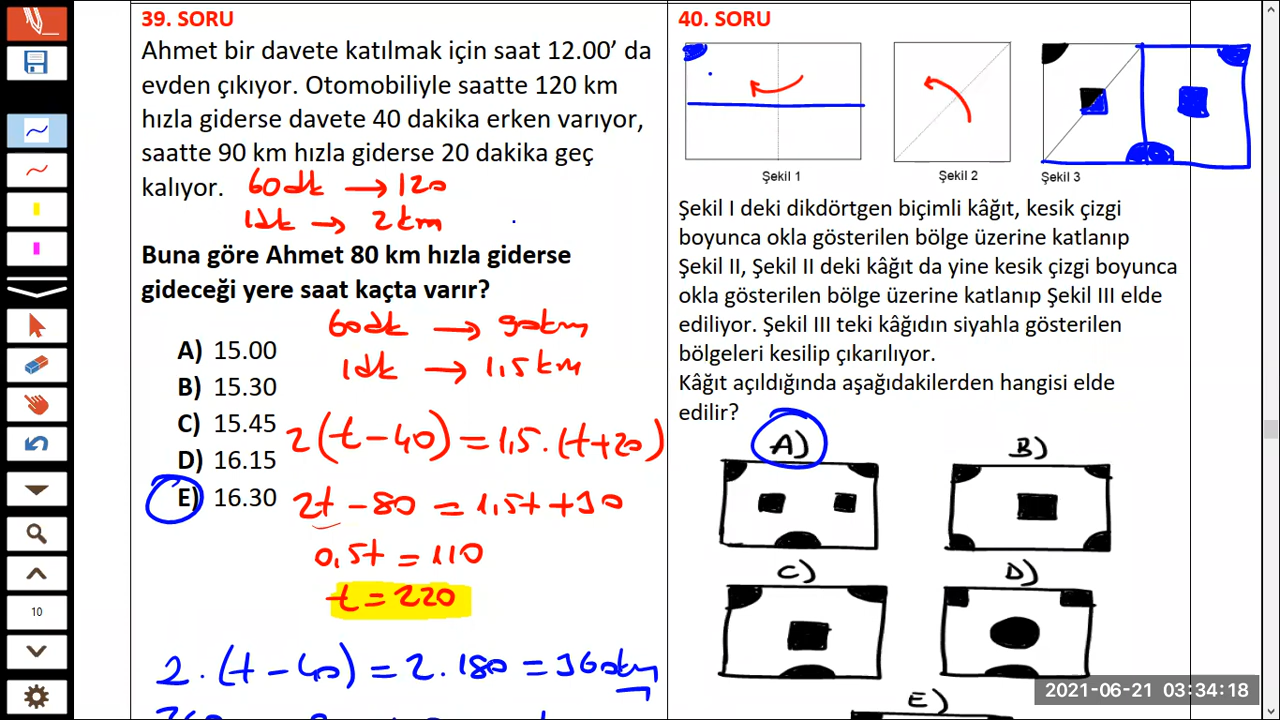 39. SORU
Ahmet bir davete katılmak için saat 12.00’ da
evden çıkıyor. Otomobiliyle saatte 120 km
hızla giderse davete 40 dakika erken varıyor,
saatte 90 km hızla giderse 20 dakika geç
kalıyor.
60dk → 120
1dk → 2km
Buna göre Ahmet 80 km hızla giderse
gideceği yere saat kaçta varır?
60dk → 90km
1dk → 1,5km
A) 15.00
B) 15.30
C) 15.45
D) 16.15
E) 16.30
2(t-40) = 1,5.(t+20)
2t - 80 = 1,5t + 30
0,5t = 110
t = 220
2.(t-40) = 2.180 = 360km
40. SORU
Şekil 1
Şekil 2
Şekil 3
Şekil I deki dikdörtgen biçimli kâğıt, kesik çizgi
boyunca okla gösterilen bölge üzerine katlanıp
Şekil II, Şekil II deki kâğıt da yine kesik çizgi boyunca
okla gösterilen bölge üzerine katlanıp Şekil III elde
ediliyor. Şekil III teki kâğıdın siyahla gösterilen
bölgeleri kesilip çıkarılıyor.
Kâğıt açıldığında aşağıdakilerden hangisi elde
edilir?
A)
B)
C)
D)
E)
10
2021-06-21 03:34:18